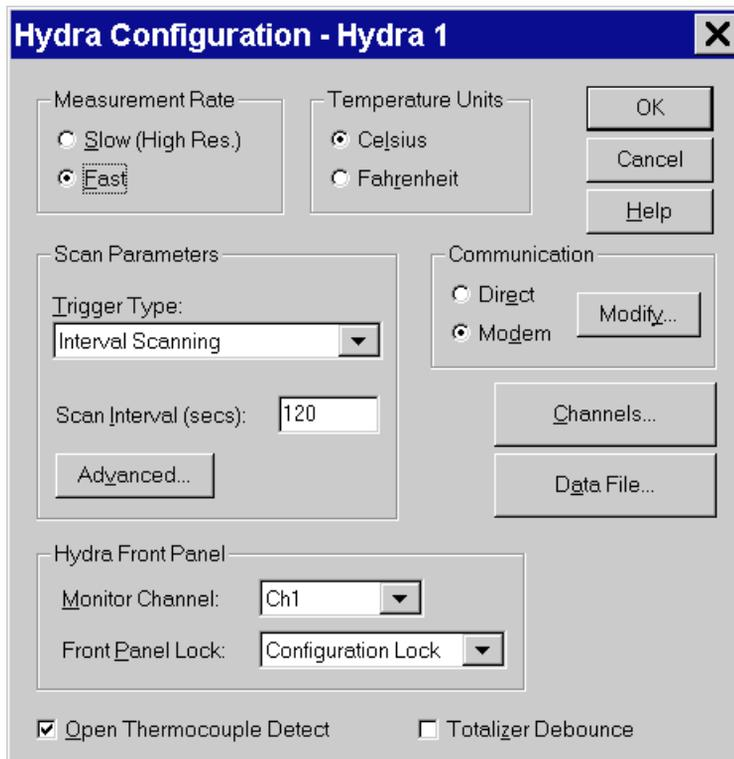 Hydra Configuration - Hydra 1
Measurement Rate
Slow (High Res.)
Fast
Temperature Units
Celsius
Fahrenheit
OK
Cancel
Help
Scan Parameters
Trigger Type:
Interval Scanning
Scan Interval (secs): 120
Advanced...
Communication
Direct
Modem
Modify...
Channels...
Data File...
Hydra Front Panel
Monitor Channel: Ch1
Front Panel Lock: Configuration Lock
Open Thermocouple Detect
Totalizer Debounce